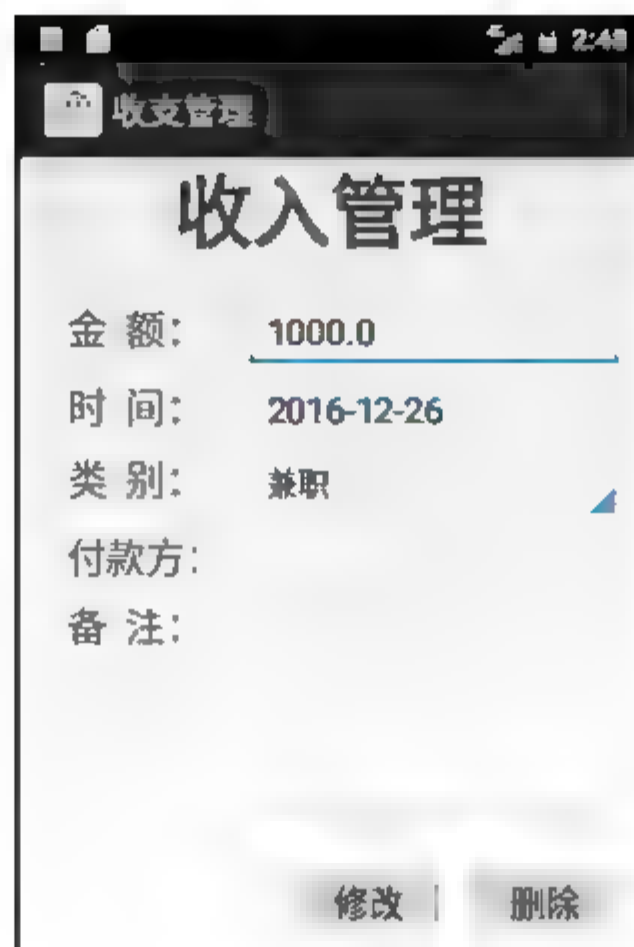 2:48
收支管理
收入管理
金 额： 1000.0
时 间： 2016-12-26
类 别： 兼职
付款方：
备 注：
修改 删除